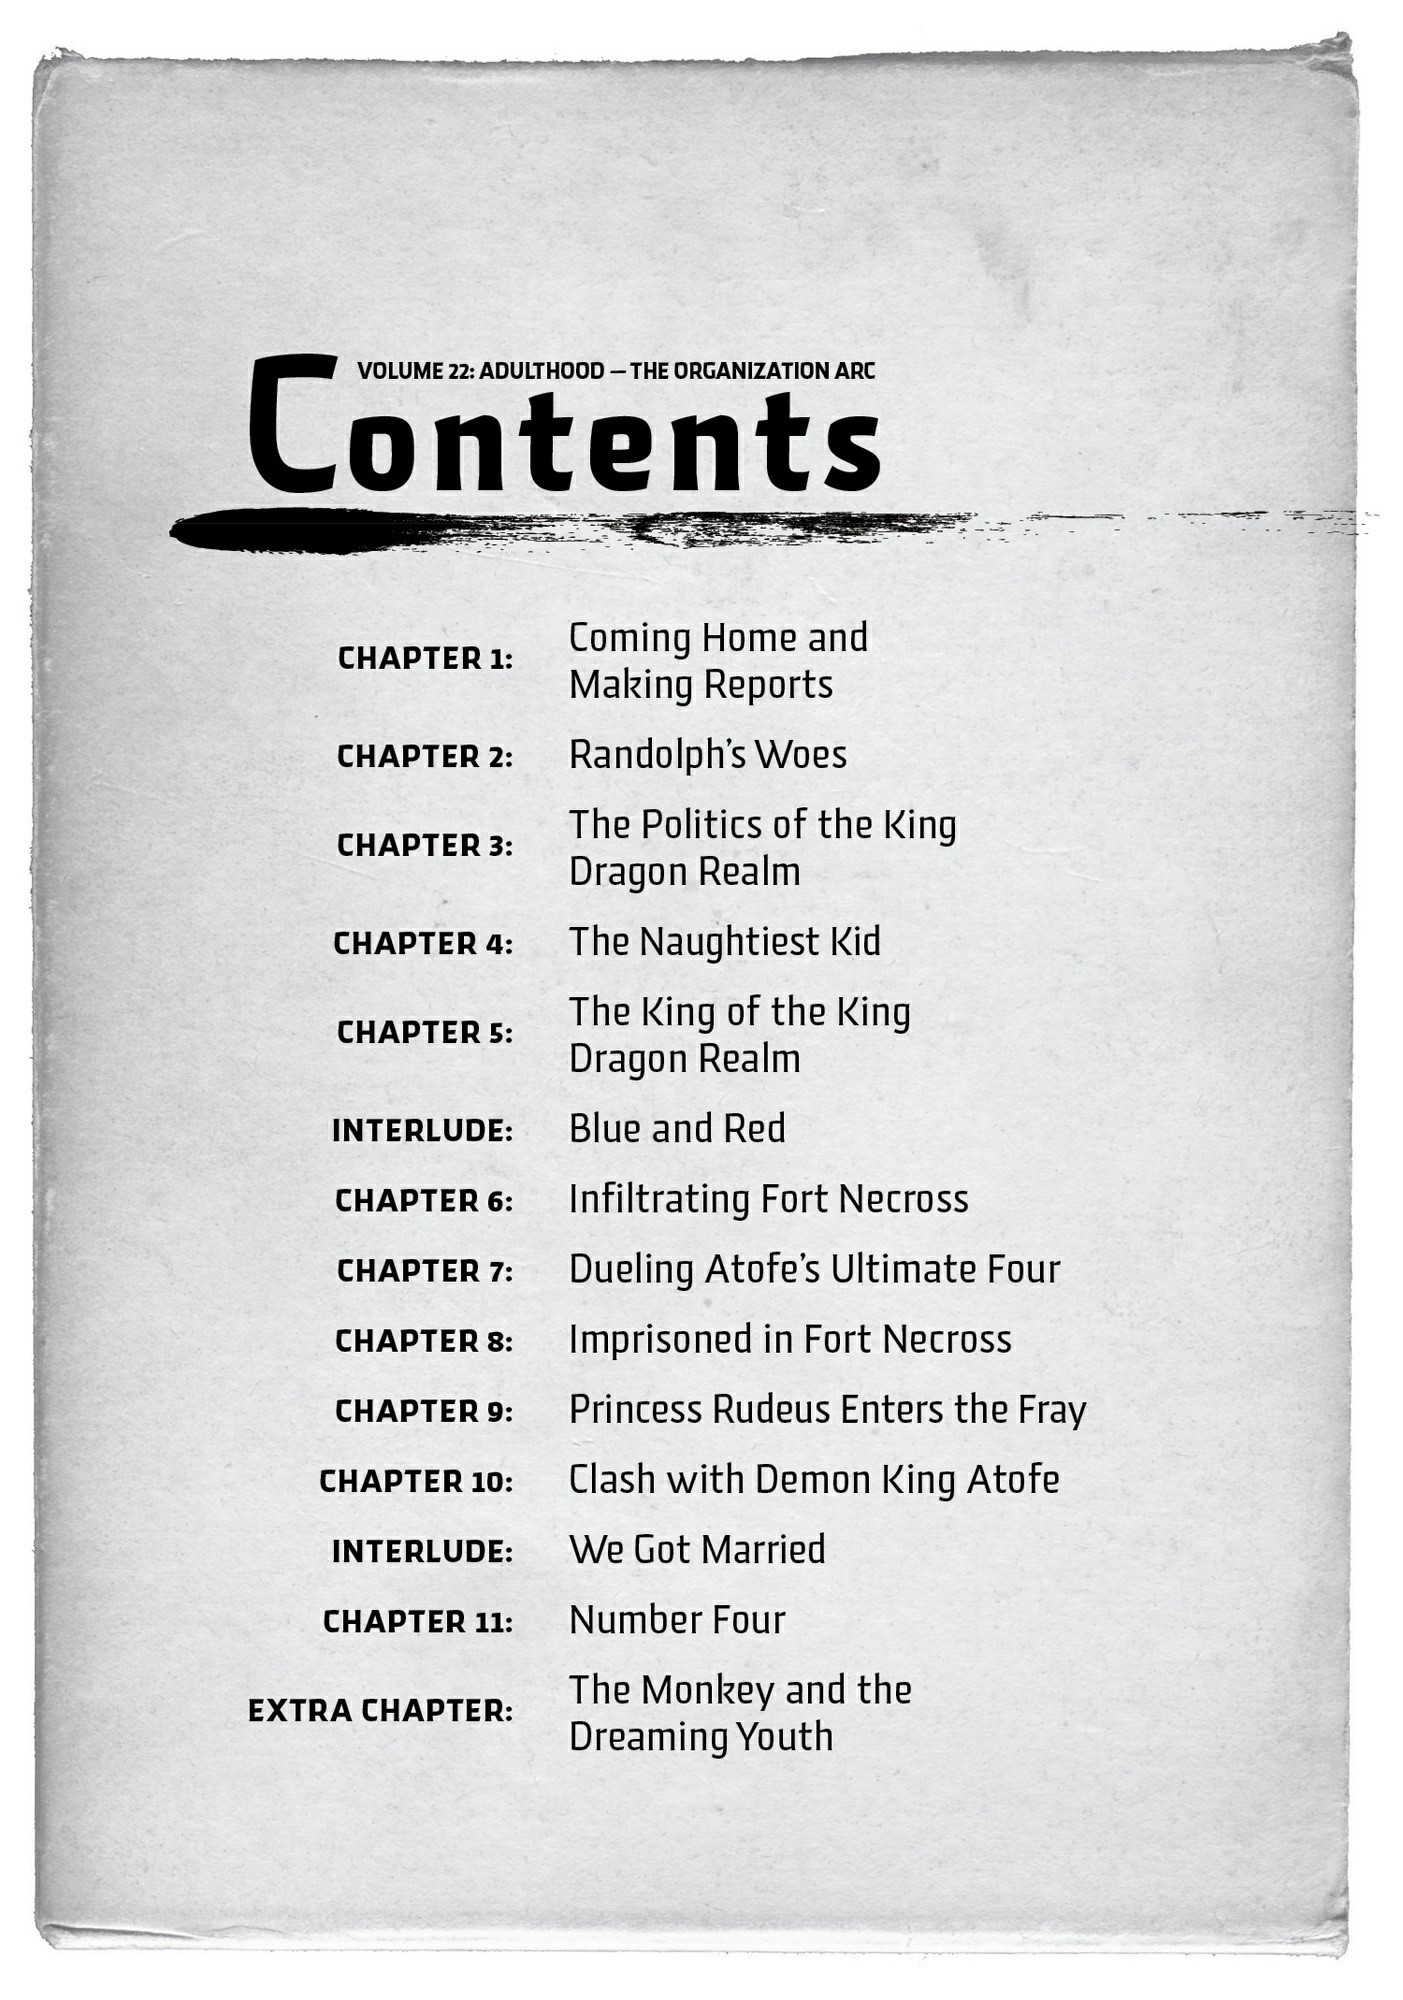 VOLUME 22: ADULTHOOD – THE ORGANIZATION ARC
Contents
CHAPTER 1: Coming Home and
Making Reports
CHAPTER 2: Randolph’s Woes
CHAPTER 3: The Politics of the King
Dragon Realm
CHAPTER 4: The Naughtiest Kid
CHAPTER 5: The King of the King
Dragon Realm
INTERLUDE: Blue and Red
CHAPTER 6: Infiltrating Fort Necross
CHAPTER 7: Dueling Atofe’s Ultimate Four
CHAPTER 8: Imprisoned in Fort Necross
CHAPTER 9: Princess Rudeus Enters the Fray
CHAPTER 10: Clash with Demon King Atofe
INTERLUDE: We Got Married
CHAPTER 11: Number Four
EXTRA CHAPTER: The Monkey and the
Dreaming Youth